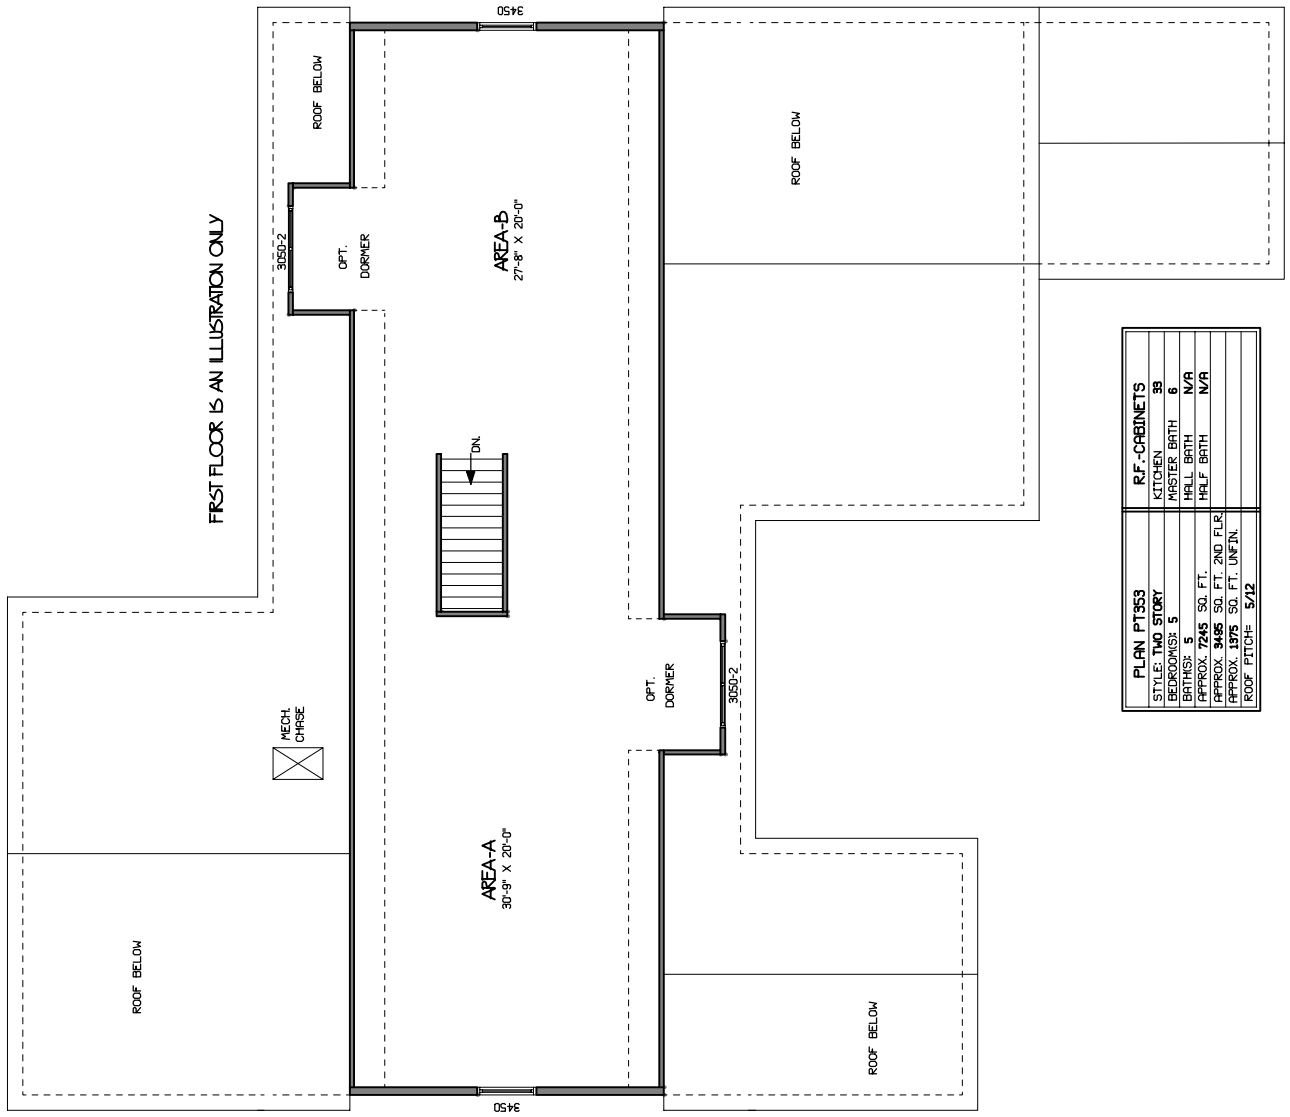 ROOF BELOW
FIRST FLOOR IS AN ILLUSTRATION ONLY
3050-2
MECH.
CHASE
ROOF BELOW
OPT.
DORMER
DN.
AREA-A
30'-9" X 20'-0"
AREA-B
27'-8" X 20'-0"
3450
3450
OPT.
DORMER
3050-2
ROOF BELOW
ROOF BELOW
PLAN PT353
STYLE: TWO STORY
BEDROOM(S): 5
BATH(S): 5
APPROX. 7245 SQ. FT.
APPROX. 3495 SQ. FT. 2ND FLR.
APPROX. 1375 SQ. FT. UNFIN.
ROOF PITCH= 5/12
R.F.-CABINETS
KITCHEN 33
MASTER BATH 6
HALL BATH N/A
HALF BATH N/A